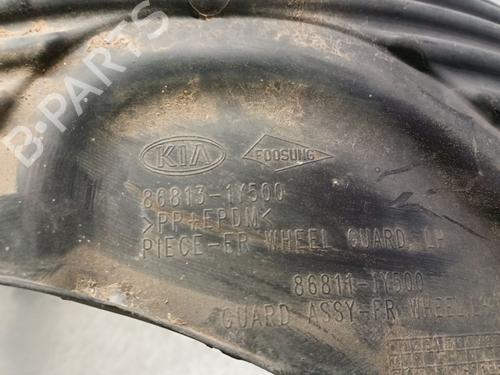 B-PARTS
KIA FOOSUNG
86813-1Y500
>PP+EPDM<
PIECE-FR WHEEL GUARD, LH
86811-1Y500
GUARD ASSY-FR WHEEL